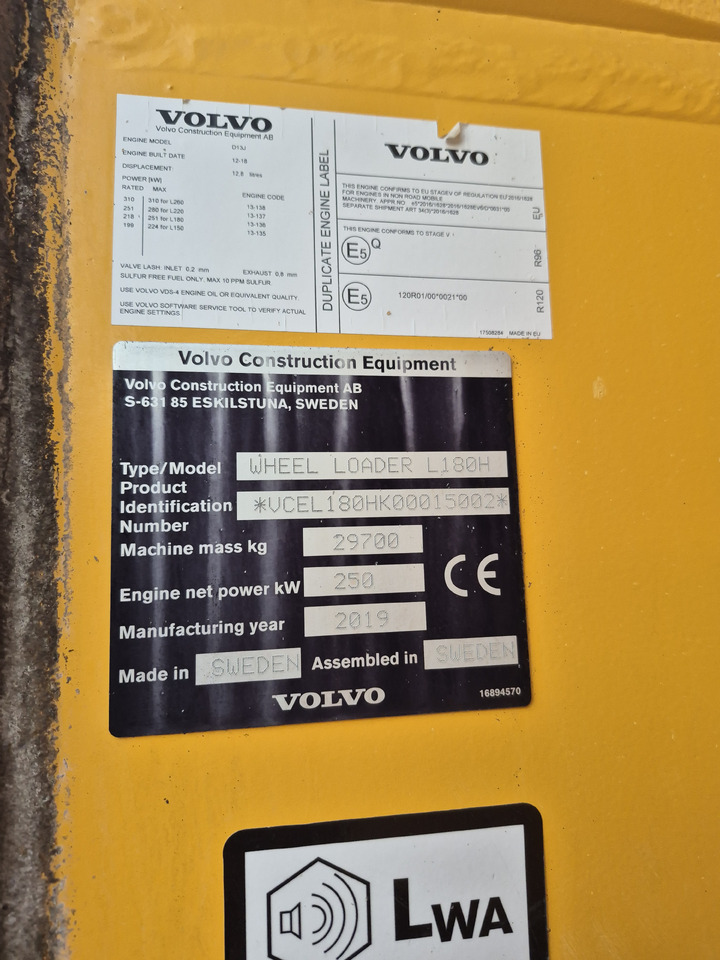 VOLVO
Volvo Construction Equipment AB
ENGINE MODEL D13J
ENGINE BUILT DATE 12-18
DISPLACEMENT: 12,8 litres
POWER [kW]
RATED MAX ENGINE CODE
310 310 for L260 13-138
251 280 for L220 13-137
218 251 for L180 13-136
199 224 for L150 13-135
VALVE LASH: INLET 0,2 mm EXHAUST 0,8 mm
SULFUR FREE FUEL ONLY, MAX 10 PPM SULFUR
USE VOLVO VDS-4 ENGINE OIL OR EQUIVALENT QUALITY
USE VOLVO SOFTWARE SERVICE TOOL TO VERIFY ACTUAL
ENGINE SETTINGS.
DUPLICATE ENGINE LABEL
VOLVO
THIS ENGINE CONFIRMS TO EU STAGEV OF REGULATION EU'2016/1628
FOR ENGINES IN NON ROAD MOBILE
MACHINERY. APPR.NO.
SEPARATE SHIPMENT ART 34(3)*2016/1628
EU
THIS ENGINE CONFORMS TO STAGE V
E5 Q
R96
E5 120R01/00*0021*00
R120
17508284 MADE IN EU
Volvo Construction Equipment
Volvo Construction Equipment AB
S-631 85 ESKILSTUNA, SWEDEN
Type/Model WHEEL LOADER L180H
Product
Identification *VCEL180HK00015002*
Number
Machine mass kg 29700
Engine net power kW 250
CE
Manufacturing year 2019
Made in SWEDEN Assembled in SWEDEN
VOLVO
16894570
LWA